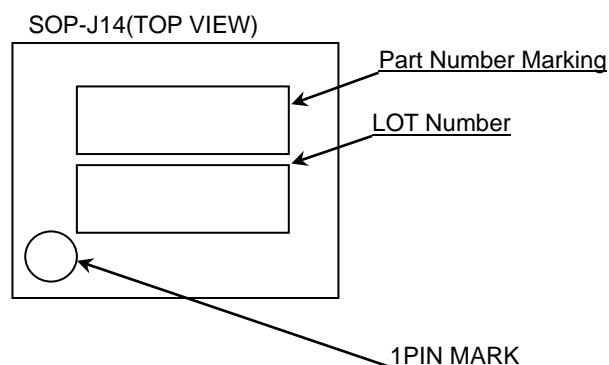 SOP-J14(TOP VIEW)
Part Number Marking
LOT Number
1PIN MARK